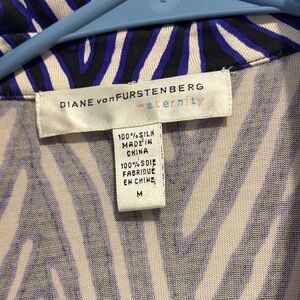 DIANE von FURSTENBERG
maternity
100% SILK
MADE IN
CHINA
100% SOIE
FABRIQUE
EN CHINE
M